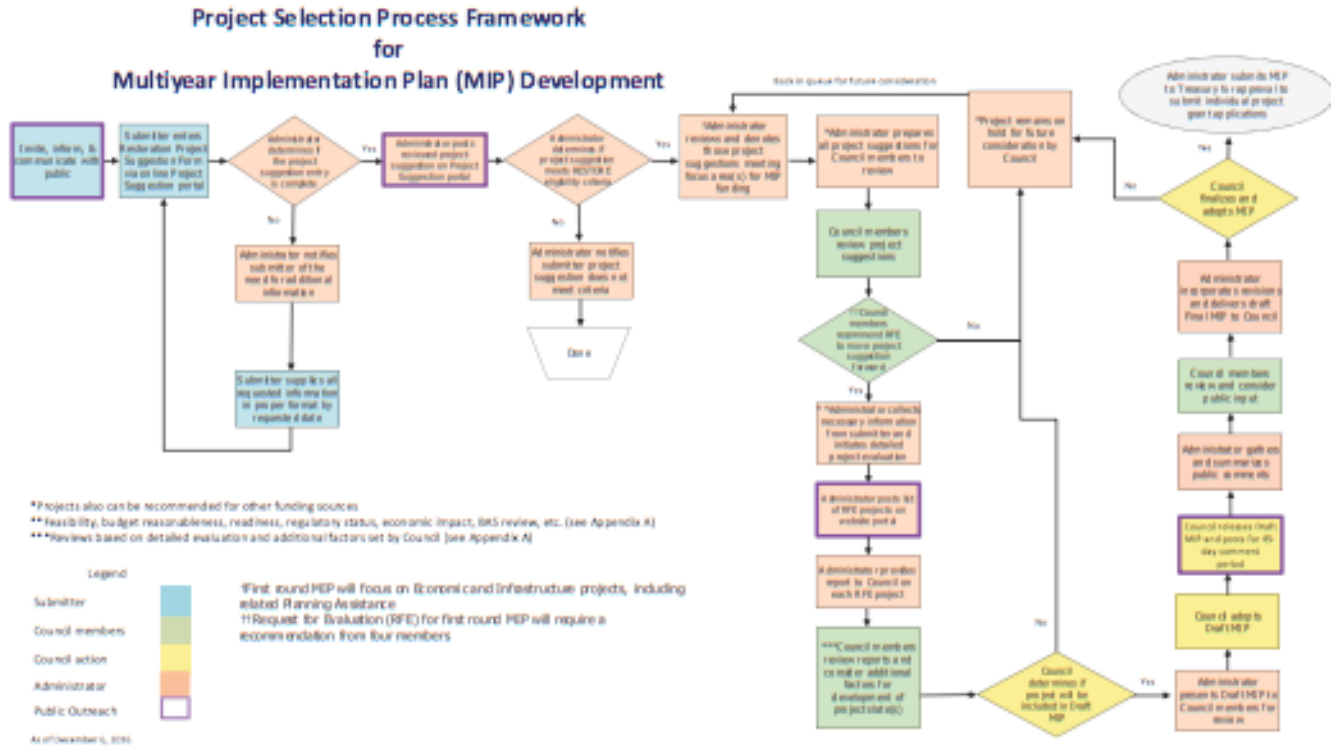 Project Selection Process Framework
for
Multiyear Implementation Plan (MIP) Development
Back in queue for future consideration
Invite, inform, &
communicate with
public
Submitter enters
Restoration Project
Suggestion Form
via online Project
Suggestion portal
Administrator
determines if
the project
suggestion entry
is complete
Yes
No
Administrator posts
reviewed project
suggestion on Project
Suggestion portal
Administrator
determines if
project suggestion
meets RESTORE
eligibility criteria
Yes
No
Administrator notifies
submitter of the
need for additional
information
Submitter supplies all
requested information
in proper format by
requested date
Administrator notifies
submitter project
suggestion does not
meet criteria
Done
Administrator
reviews and denotes
those project
suggestions meeting
focus area(s) for MIP
funding
*Administrator prepares
all project suggestions for
Council members to
review
Council members
review project
suggestions
††Council
members
recommend RFE
to move project
suggestion
forward
No
Yes
**Administrator collects
necessary information
from submitter and
initiates detailed
project evaluation
Administrator posts list
of RFE projects on
website portal
Administrator provides
report to Council on
each RFE project
***Council members
review reports and
consider additional
factors for
development of
project slate(s)
Council
determines if
project will be
included in Draft
MIP
No
Yes
Administrator
presents Draft MIP to
Council members for
review
Council adopts
Draft MIP
Council releases Draft
MIP and posts for 45-
day comment
period
Administrator gathers
and summarizes
public comments
Council members
review and consider
public input
Administrator
incorporates revisions
and delivers draft
Final MIP to Council
Council
finalizes and
adopts MIP
No
Yes
*Project remains on
hold for future
consideration by
Council
Administrator submits MIP
to Treasury for approval to
submit individual project
grant applications
*Projects also can be recommended for other funding sources
**Feasibility, budget reasonableness, readiness, regulatory status, economic impact, BAS review, etc. (see Appendix A)
***Reviews based on detailed evaluation and additional factors set by Council (see Appendix A)
Legend
Submitter
Council members
Council action
Administrator
Public Outreach
†First round MIP will focus on Economic and Infrastructure projects, including
related Planning Assistance
††Request for Evaluation (RFE) for first round MIP will require a
recommendation from four members
As of December 6, 2016